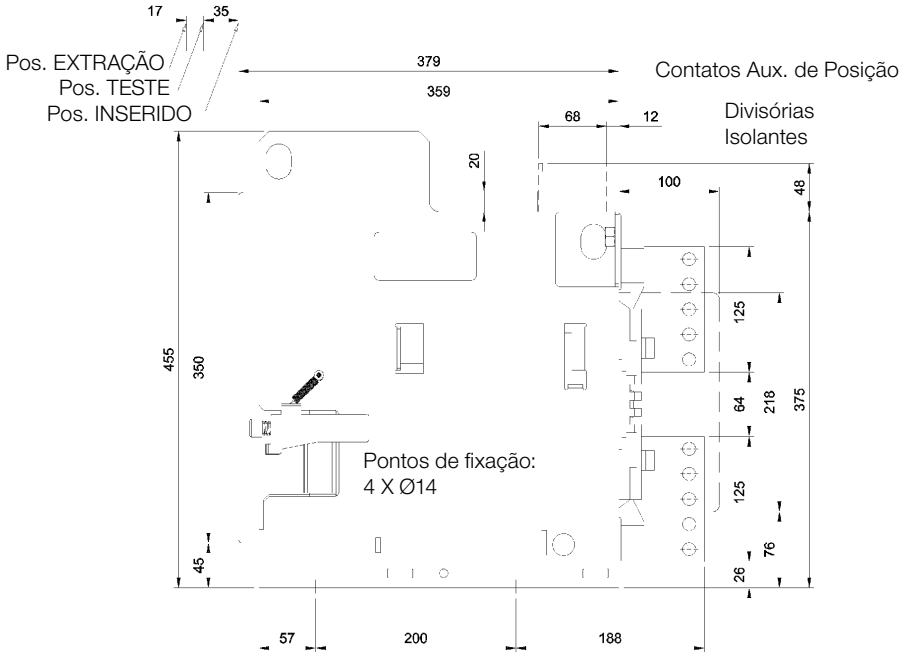 17
35
Pos. EXTRAÇÃO
Pos. TESTE
Pos. INSERIDO
379
359
Contatos Aux. de Posição
68
12
Divisórias
Isolantes
20
100
48
455
350
125
64
218
375
Pontos de fixação:
4 X Ø14
125
45
76
26
57
200
188